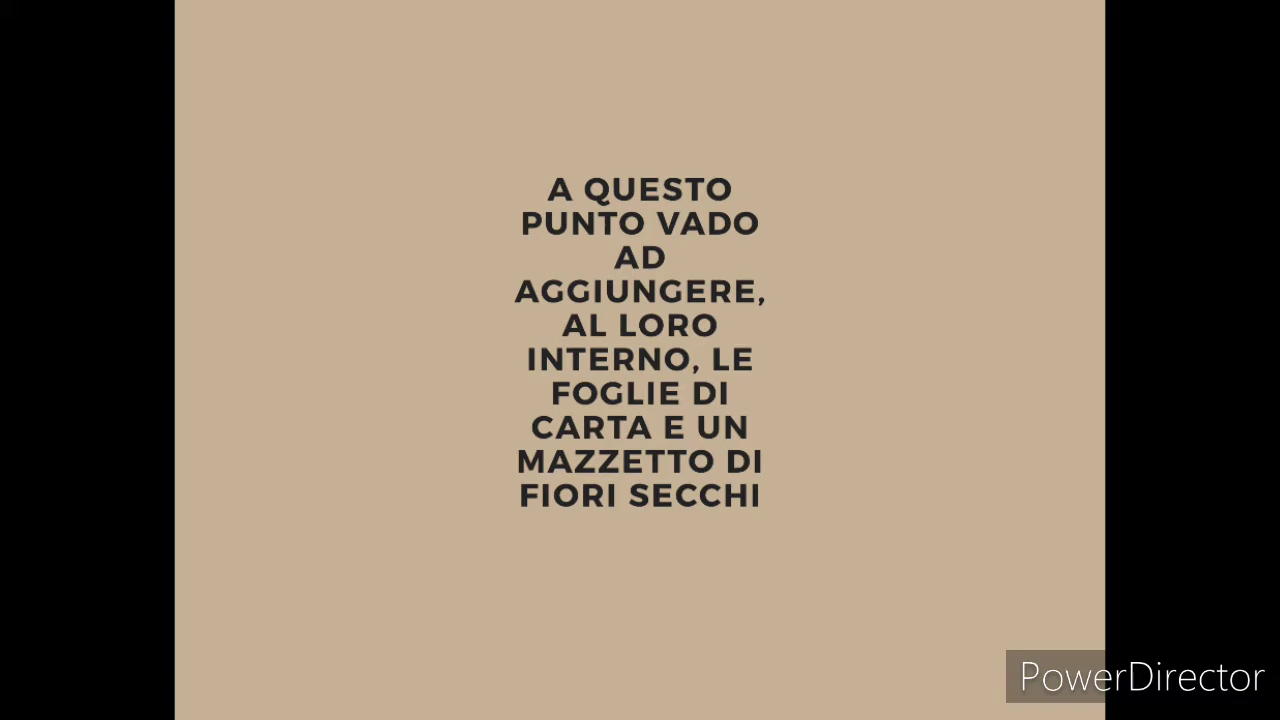 A QUESTO
PUNTO VADO
AD
AGGIUNGERE,
AL LORO
INTERNO, LE
FOGLIE DI
CARTA E UN
MAZZETTO DI
FIORI SECCHI
PowerDirector